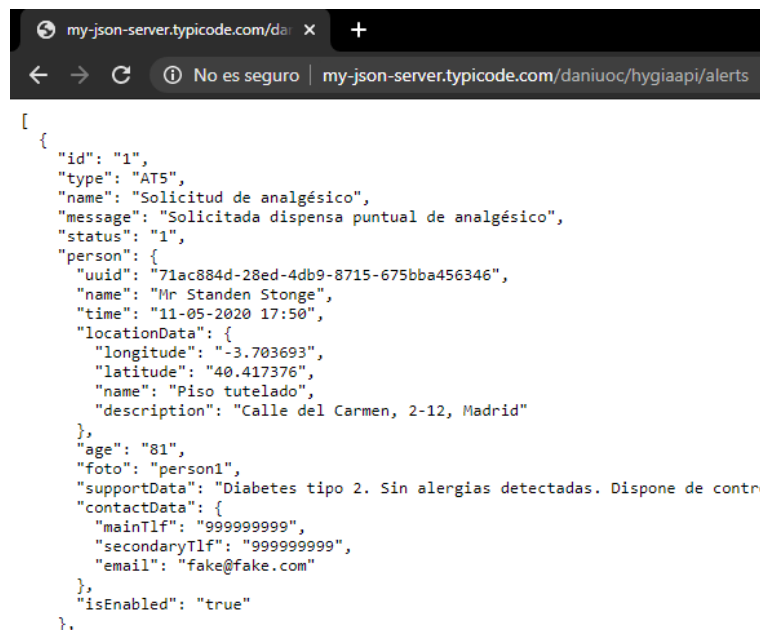 my-json-server.typicode.com/da
No es seguro | my-json-server.typicode.com/daniuoc/hygiaapi/alerts
[
{
"id": "1",
"type": "AT5",
"name": "Solicitud de analgésico",
"message": "Solicitada dispensa puntual de analgésico",
"status": "1",
"person": {
"uuid": "71ac884d-28ed-4db9-8715-675bba456346",
"name": "Mr Standen Stonge",
"time": "11-05-2020 17:50",
"locationData": {
"longitude": "-3.703693",
"latitude": "40.417376",
"name": "Piso tutelado",
"description": "Calle del Carmen, 2-12, Madrid"
},
"age": "81",
"foto": "person1",
"supportData": "Diabetes tipo 2. Sin alergias detectadas. Dispone de contr
"contactData": {
"mainTlf": "999999999",
"secondaryTlf": "999999999",
"email": "fake@fake.com"
},
"isEnabled": "true"
},